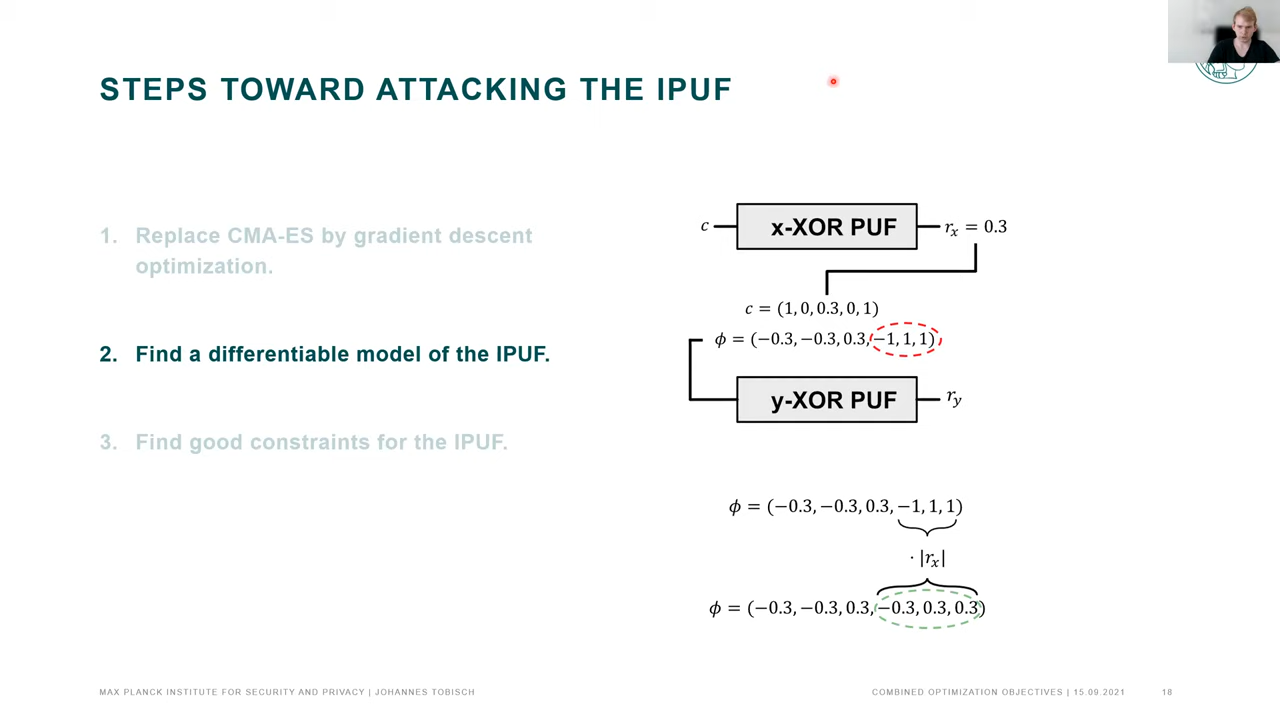 STEPS TOWARD ATTACKING THE IPUF
1. Replace CMA-ES by gradient descent
optimization.
2. Find a differentiable model of the IPUF.
3. Find good constraints for the IPUF.
c
x-XOR PUF
r_x = 0.3
c = (1, 0, 0.3, 0, 1)
ϕ = (−0.3, −0.3, 0.3, −1, 1, 1)
y-XOR PUF
r_y
ϕ = (−0.3, −0.3, 0.3, −1, 1, 1)
· |r_x|
ϕ = (−0.3, −0.3, 0.3, −0.3, 0.3, 0.3)
MAX PLANCK INSTITUTE FOR SECURITY AND PRIVACY | JOHANNES TOBISCH
COMBINED OPTIMIZATION OBJECTIVES | 15.09.2021
18